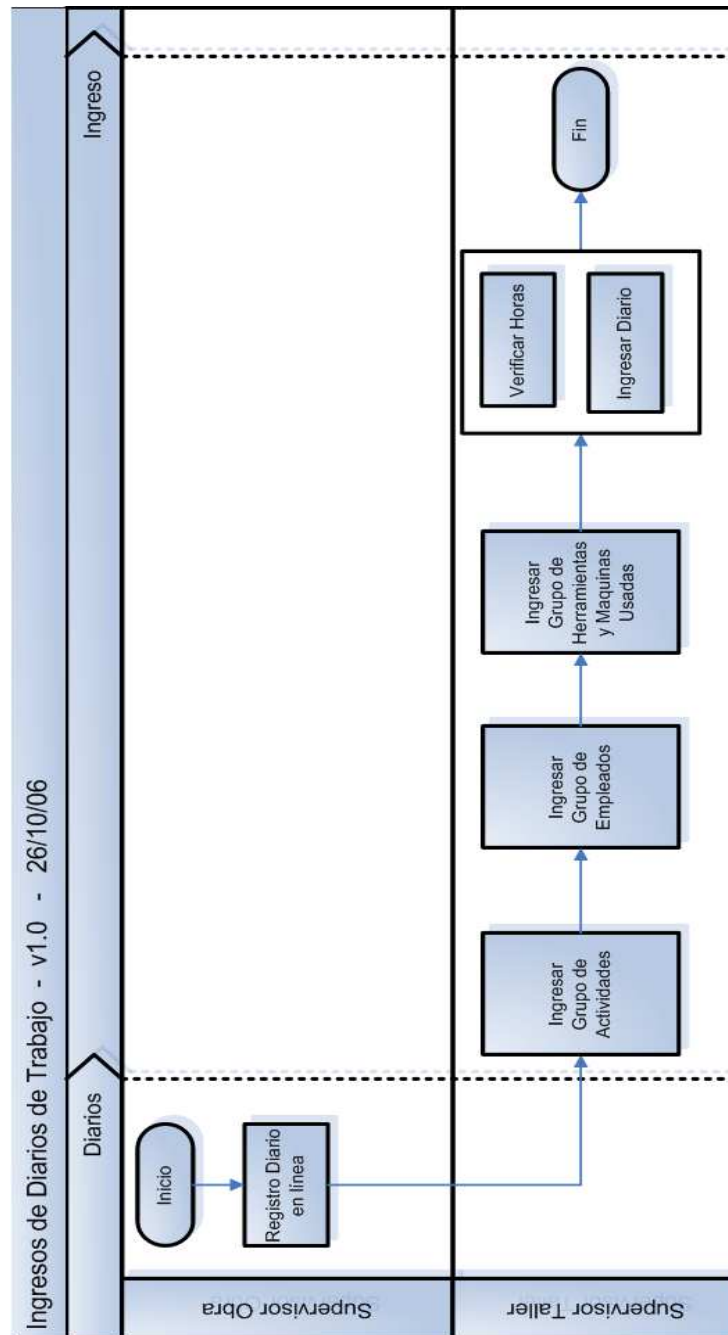 Ingresos de Diarios de Trabajo - v1.0 - 26/10/06
Diarios
Ingreso
Supervisor Obra
Inicio
Registro Diario
en linea
Supervisor Taller
Ingresar
Grupo de
Actividades
Ingresar
Grupo de
Empleados
Ingresar
Grupo de
Herramientas
y Maquinas
Usadas
Verificar Horas
Ingresar Diario
Fin